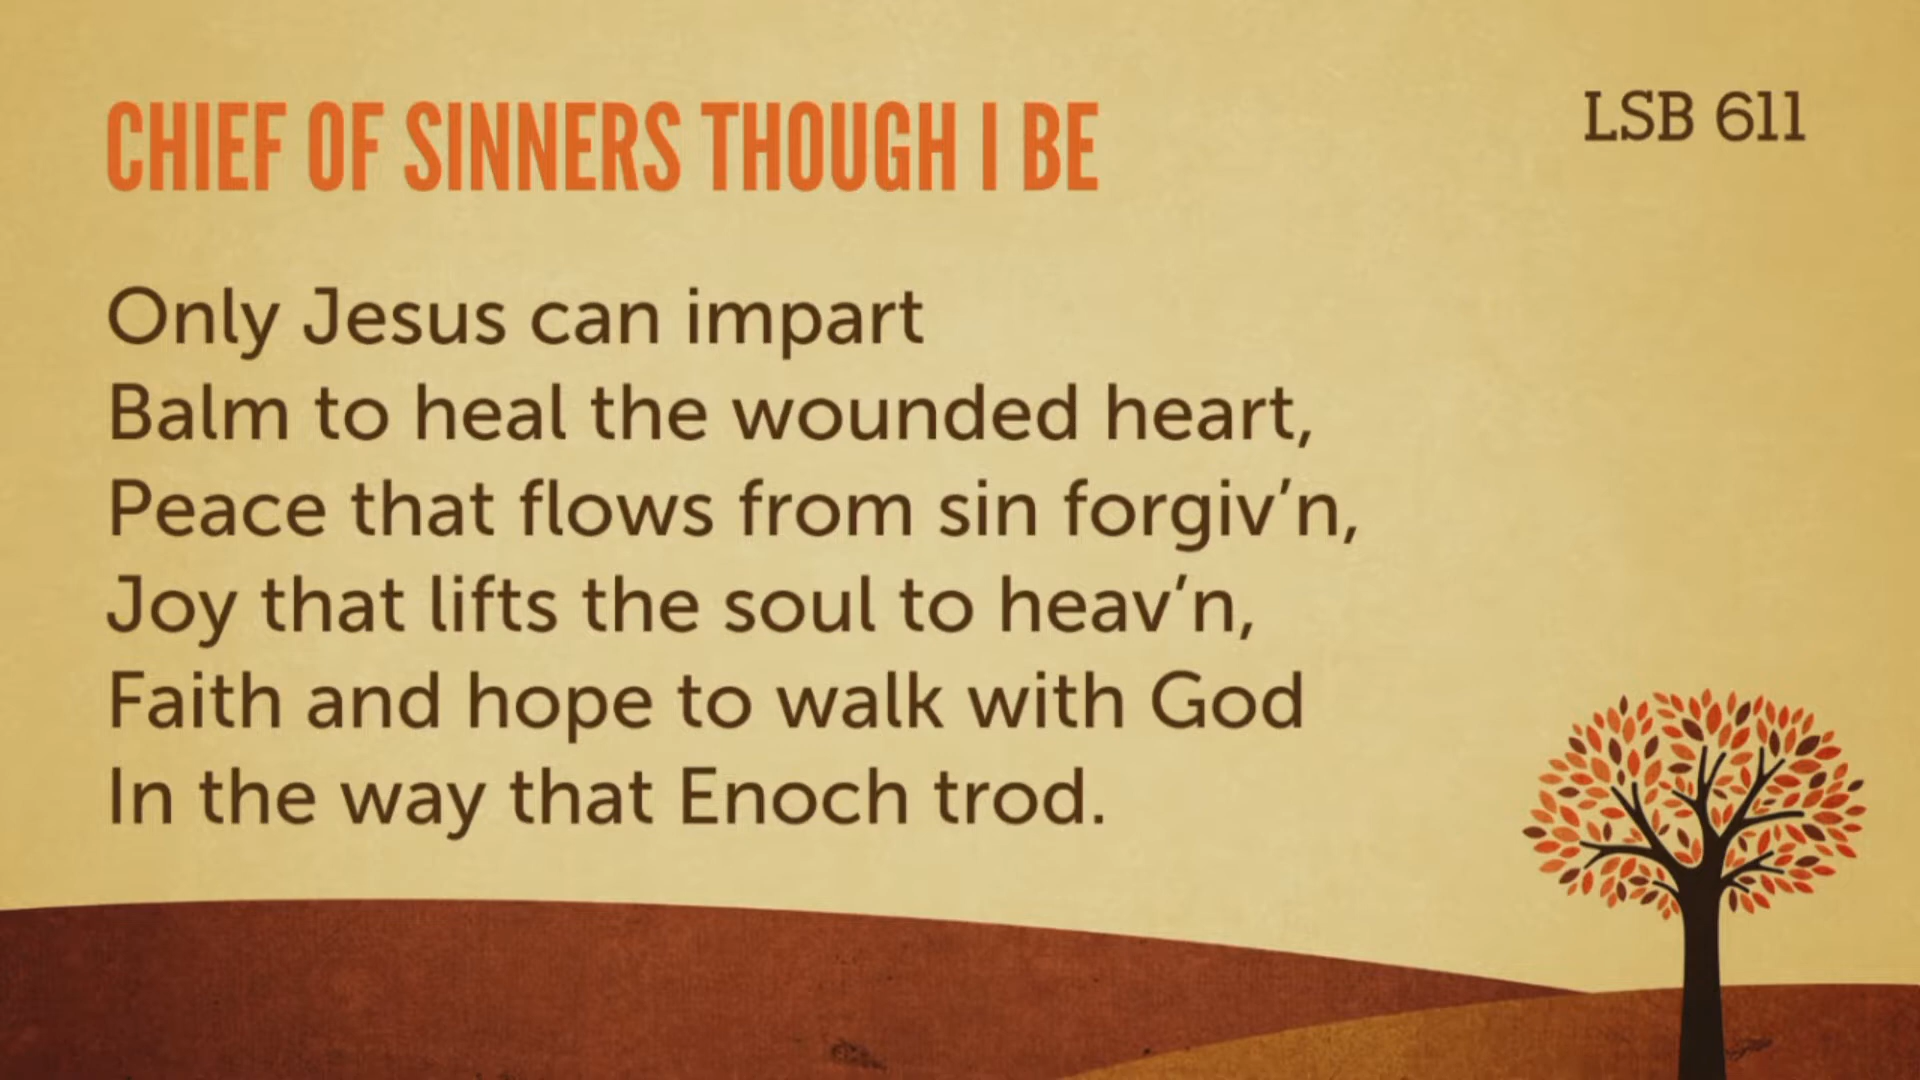 CHIEF OF SINNERS THOUGH I BE
LSB 611
Only Jesus can impart
Balm to heal the wounded heart,
Peace that flows from sin forgiv’n,
Joy that lifts the soul to heav’n,
Faith and hope to walk with God
In the way that Enoch trod.